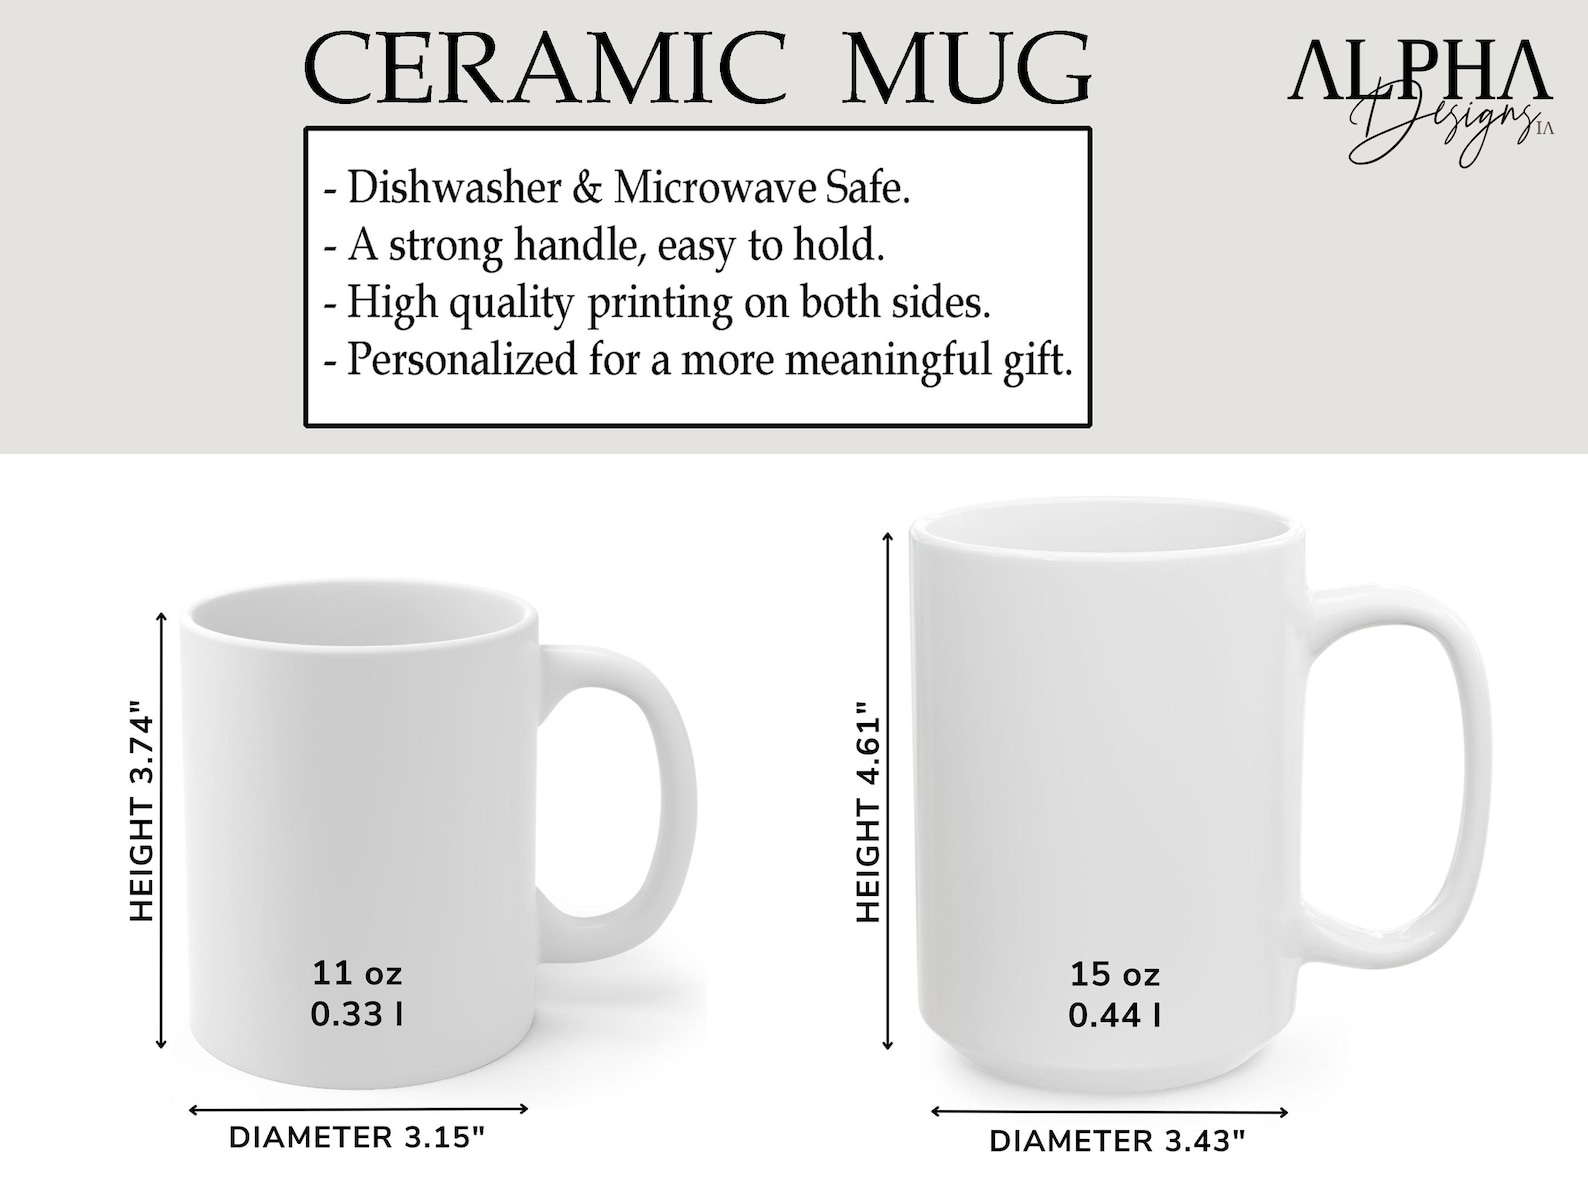 CERAMIC MUG
ALPHA
Designs IA
- Dishwasher & Microwave Safe.
- A strong handle, easy to hold.
- High quality printing on both sides.
- Personalized for a more meaningful gift.
HEIGHT 3.74"
11 oz
0.33 l
DIAMETER 3.15"
HEIGHT 4.61"
15 oz
0.44 l
DIAMETER 3.43"